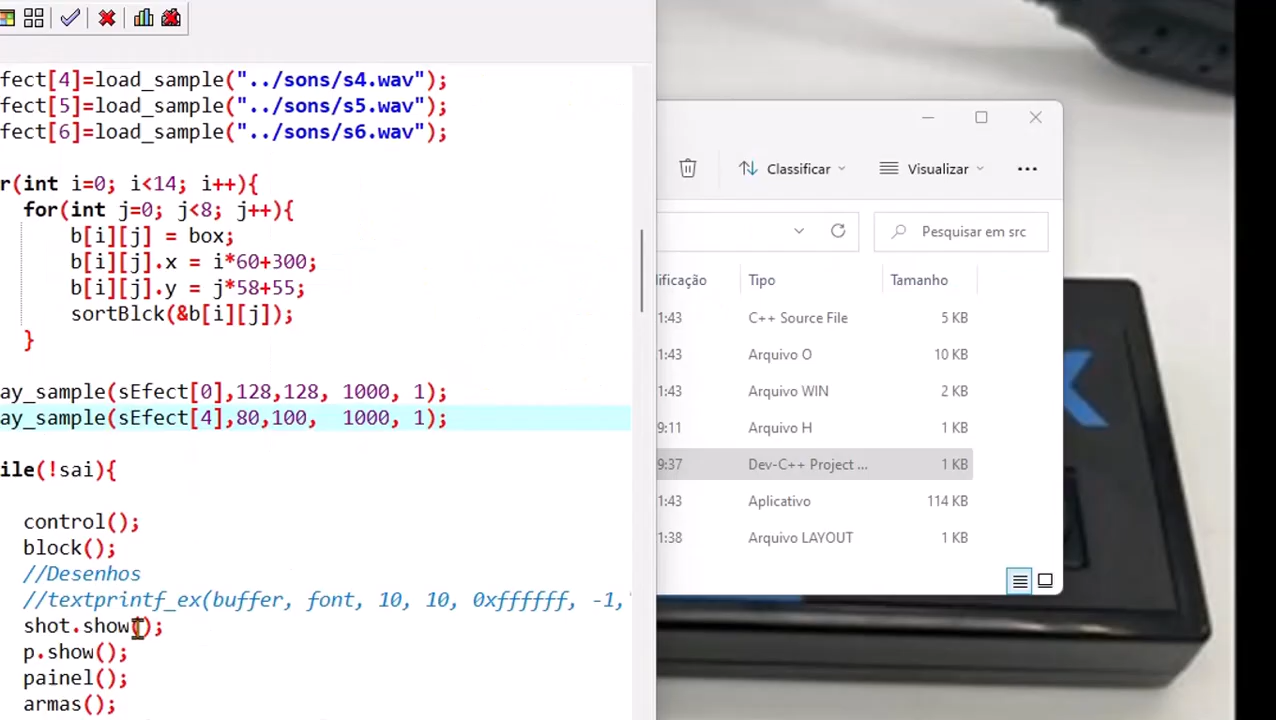 fect[4]=load_sample("../sons/s4.wav");
fect[5]=load_sample("../sons/s5.wav");
fect[6]=load_sample("../sons/s6.wav");
r(int i=0; i<14; i++){
for(int j=0; j<8; j++){
b[i][j] = box;
b[i][j].x = i*60+300;
b[i][j].y = j*58+55;
sortBlck(&b[i][j]);
}
ay_sample(sEfect[0],128,128, 1000, 1);
ay_sample(sEfect[4],80,100, 1000, 1);
ile(!sai){
control();
block();
//Desenhos
//textprintf_ex(buffer, font, 10, 10, 0xffffff, -1,"
shot.show();
p.show();
painel();
armas();
Classificar
Visualizar
Pesquisar em src
dificação Tipo Tamanho
1:43 C++ Source File 5 KB
1:43 Arquivo O 10 KB
1:43 Arquivo WIN 2 KB
9:11 Arquivo H 1 KB
9:37 Dev-C++ Project ... 1 KB
1:43 Aplicativo 114 KB
1:38 Arquivo LAYOUT 1 KB